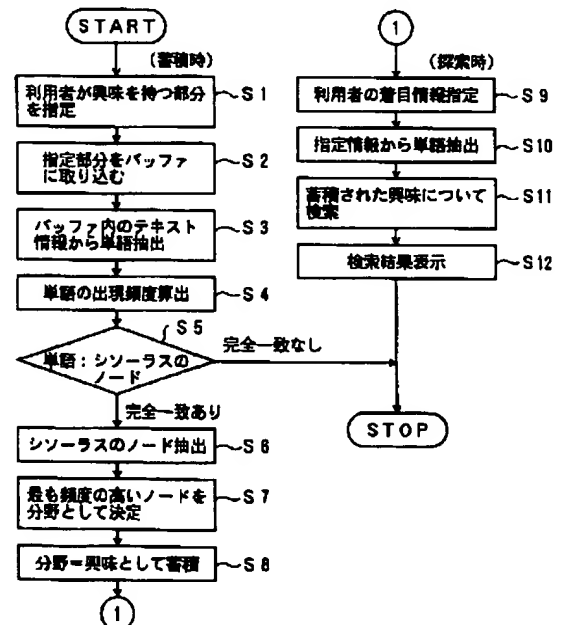 START
(蓄積時)
利用者が興味を持つ部分
を指定
S1
指定部分をバッファ
に取り込む
S2
バッファ内のテキスト
情報から単語抽出
S3
単語の出現頻度算出
S4
S5
単語:シソーラスの
ノード
完全一致なし
完全一致あり
シソーラスのノード抽出
S6
最も頻度の高いノードを
分野として決定
S7
分野=興味として蓄積
S8
1
1
(探索時)
利用者の着目情報指定
S9
指定情報から単語抽出
S10
蓄積された興味について
検索
S11
検索結果表示
S12
STOP